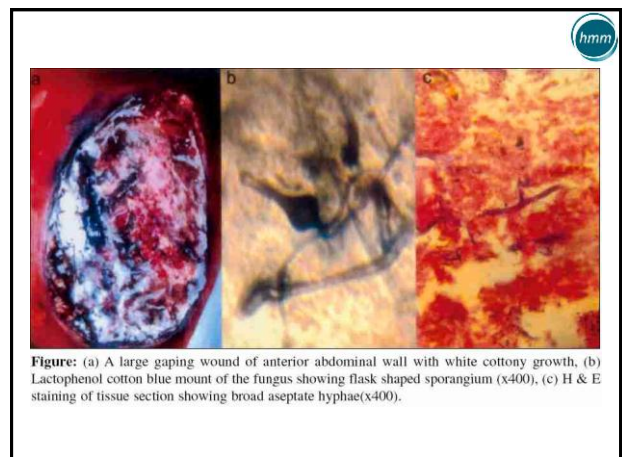 hmm
a b c
Figure: (a) A large gaping wound of anterior abdominal wall with white cottony growth, (b)
Lactophenol cotton blue mount of the fungus showing flask shaped sporangium (x400), (c) H & E
staining of tissue section showing broad aseptate hyphae(x400).